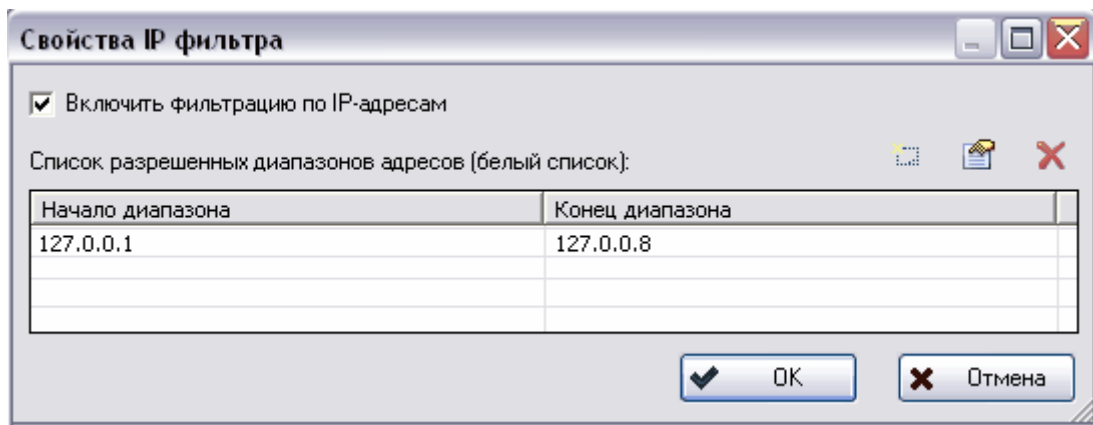 Свойства IP фильтра
Включить фильтрацию по IP-адресам
Список разрешенных диапазонов адресов (белый список):
Начало диапазона Конец диапазона
127.0.0.1 127.0.0.8
OK Отмена